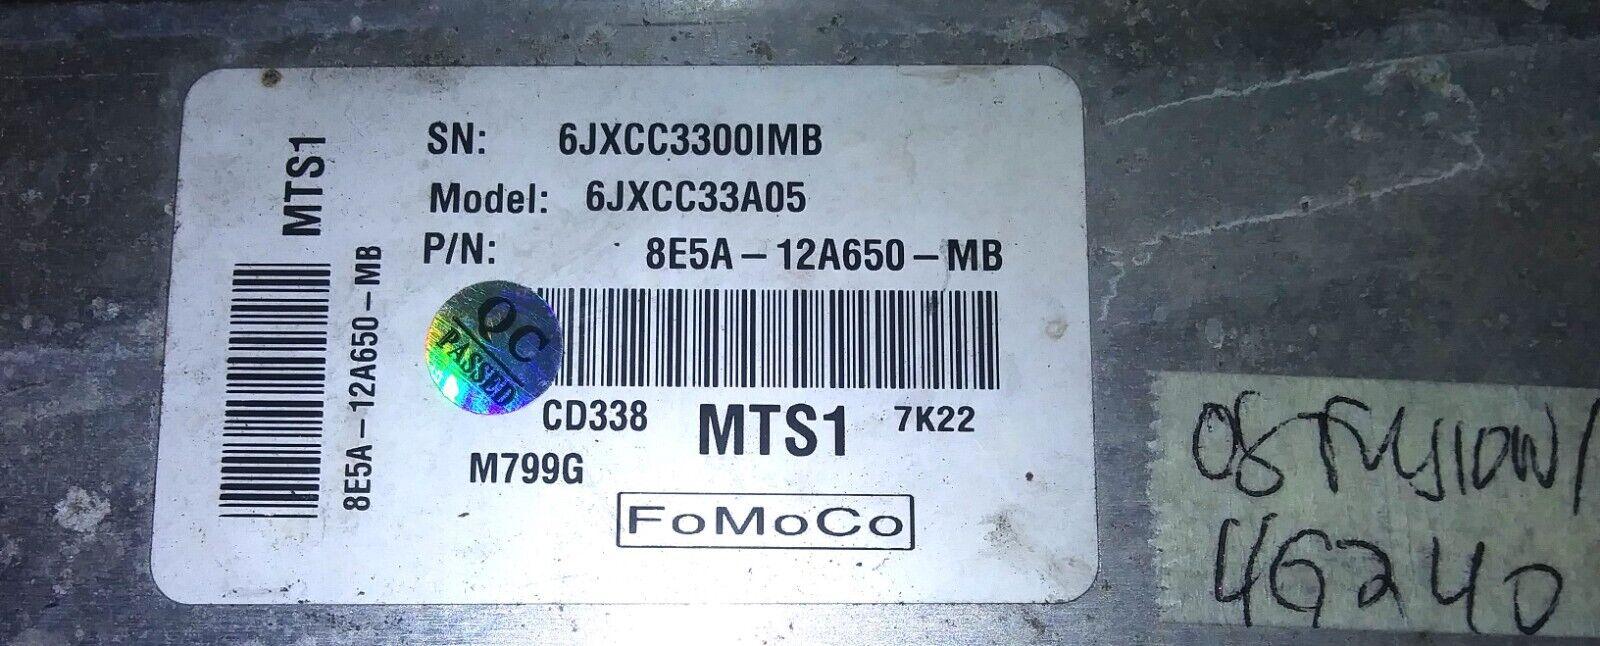 MTS1
8E5A-12A650-MB
SN: 6JXCC3300IMB
Model: 6JXCC33A05
P/N: 8E5A-12A650-MB
QC
PASSED
CD338 MTS1 7K22
M799G
FoMoCo
08 Fusion/
4G240